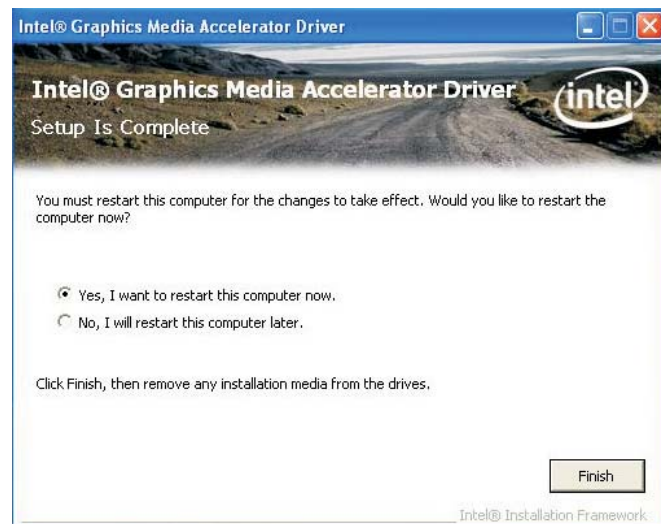 Intel® Graphics Media Accelerator Driver
Intel® Graphics Media Accelerator Driver
intel
Setup Is Complete
You must restart this computer for the changes to take effect. Would you like to restart the
computer now?
Yes, I want to restart this computer now.
No, I will restart this computer later.
Click Finish, then remove any installation media from the drives.
Finish
Intel® Installation Framework